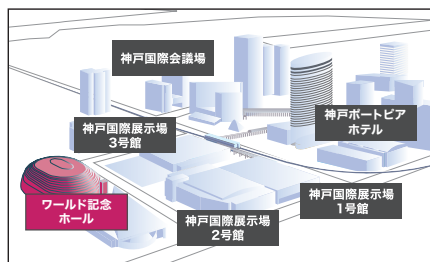 神戸国際会議場
神戸ポートピア
ホテル
神戸国際展示場
3号館
神戸国際展示場
1号館
ワールド記念
ホール
神戸国際展示場
2号館